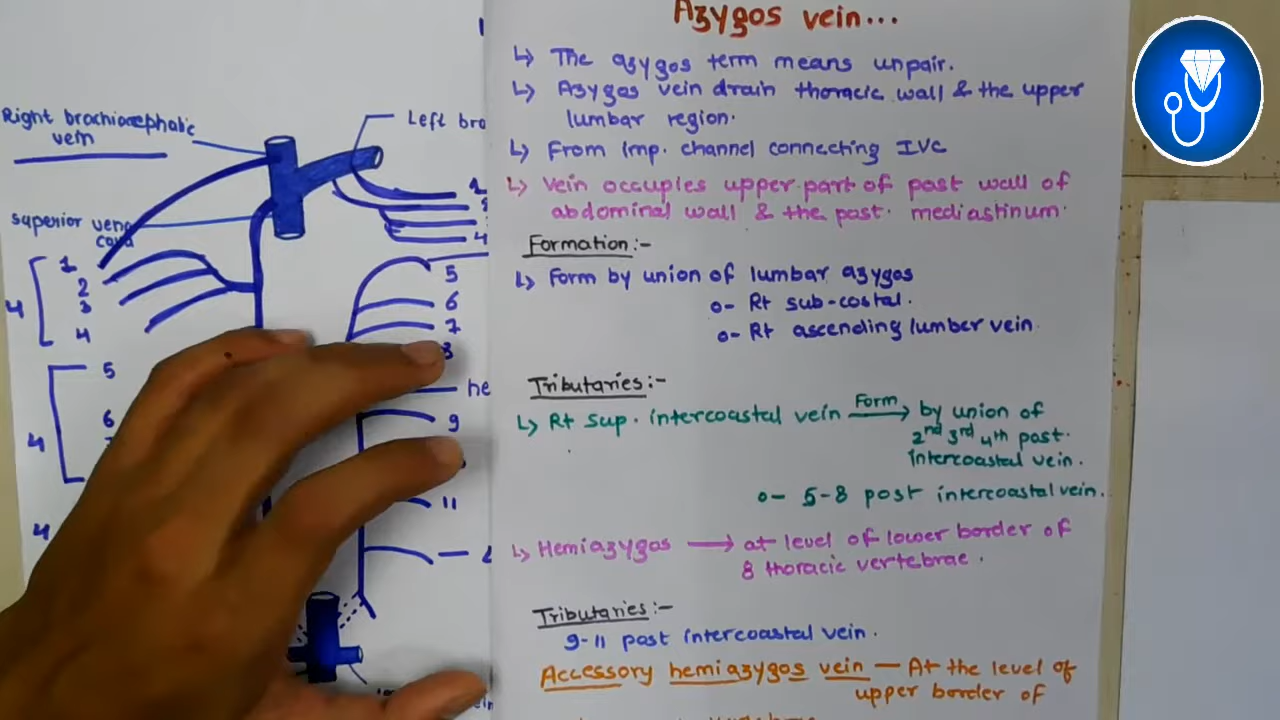 Right brachiocephalic
vein
Left bra
superior vena
cava
1
2
3
4
4
5
6
4
4
1
4
5
6
7
8
he
9
11
Azygos vein...
↳ The azygos term means unpair.
↳ Azygos vein drain thoracic wall & the upper
lumbar region.
↳ From imp. channel connecting IVC
↳ Vein occupies upper part of post wall of
abdominal wall & the post. mediastinum.
Formation:-
↳ Form by union of lumbar azygos
o- Rt sub-costal.
o- Rt ascending lumber vein.
Tributaries:-
↳ Rt sup. intercoastal vein Form → by union of
2nd 3rd 4th post.
intercoastal vein.
o- 5-8 post intercoastal vein.
↳ Hemiazygos → at level of lower border of
8 thoracic vertebrae.
Tributaries:-
9-11 post intercoastal vein.
Accessory hemiazygos vein — At the level of
upper border of